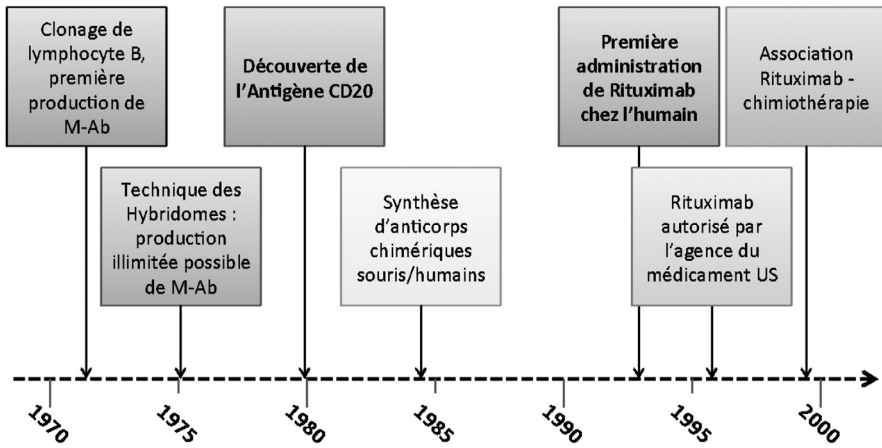 Clonage de
lymphocyte B,
première
production de
M-Ab
Découverte de
l'Antigène CD20
Première
administration
de Rituximab
chez l'humain
Association
Rituximab -
chimiothérapie
Technique des
Hybridomes :
production
illimitée possible
de M-Ab
Synthèse
d'anticorps
chimériques
souris/humains
Rituximab
autorisé par
l'agence du
médicament US
1970
1975
1980
1985
1990
1995
2000